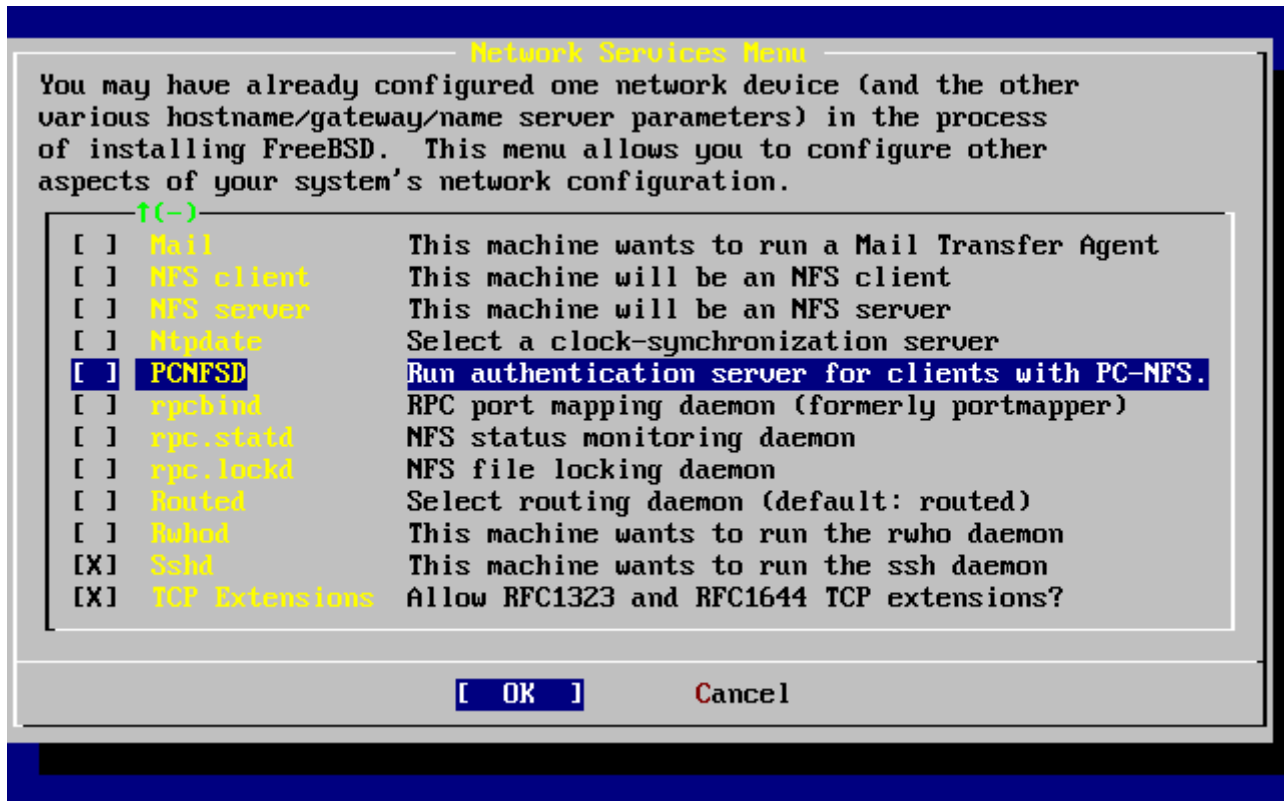 Network Services Menu
You may have already configured one network device (and the other
various hostname/gateway/name server parameters) in the process
of installing FreeBSD.  This menu allows you to configure other
aspects of your system's network configuration.
↑(-)
[ ] Mail This machine wants to run a Mail Transfer Agent
[ ] NFS client This machine will be an NFS client
[ ] NFS server This machine will be an NFS server
[ ] Ntpdate Select a clock-synchronization server
[ ] PCNFSD Run authentication server for clients with PC-NFS.
[ ] rpcbind RPC port mapping daemon (formerly portmapper)
[ ] rpc.statd NFS status monitoring daemon
[ ] rpc.lockd NFS file locking daemon
[ ] Routed Select routing daemon (default: routed)
[ ] Rwhod This machine wants to run the rwho daemon
[X] Sshd This machine wants to run the ssh daemon
[X] TCP Extensions Allow RFC1323 and RFC1644 TCP extensions?
[ OK ] Cancel